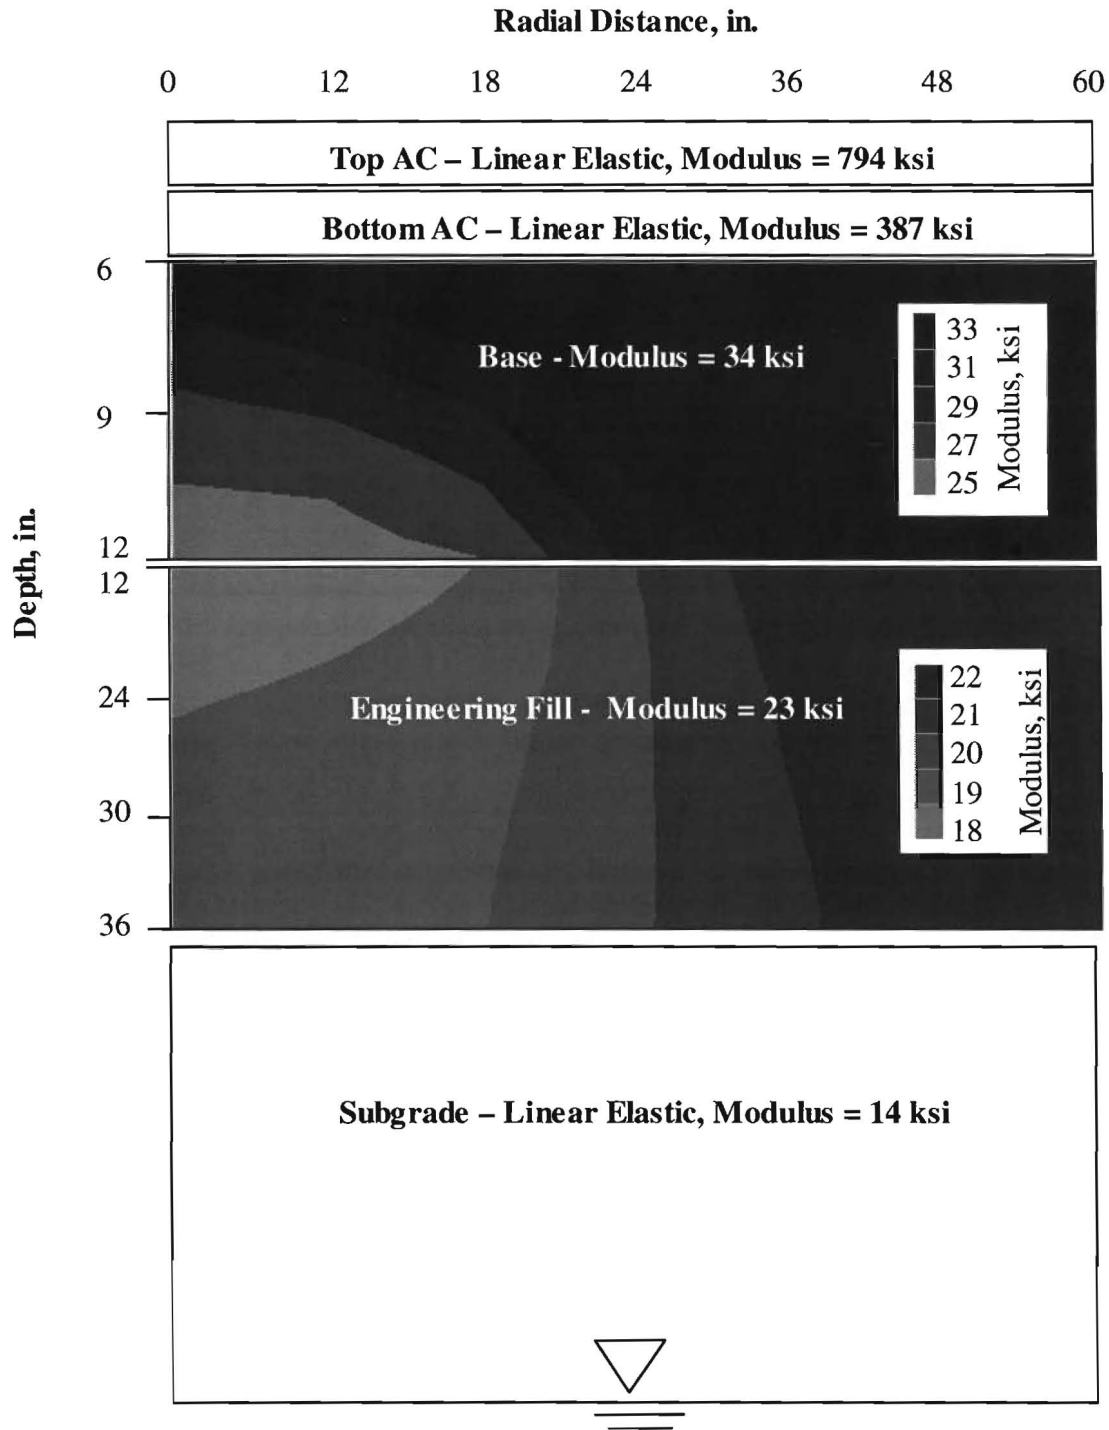 Radial Distance, in.
0 12 18 24 36 48 60
Top AC – Linear Elastic, Modulus = 794 ksi
Bottom AC – Linear Elastic, Modulus = 387 ksi
6
Base - Modulus = 34 ksi
33
31
29
27
25
Modulus, ksi
9
12
Depth, in.
12
24
Engineering Fill - Modulus = 23 ksi
22
21
20
19
18
Modulus, ksi
30
36
Subgrade – Linear Elastic, Modulus = 14 ksi